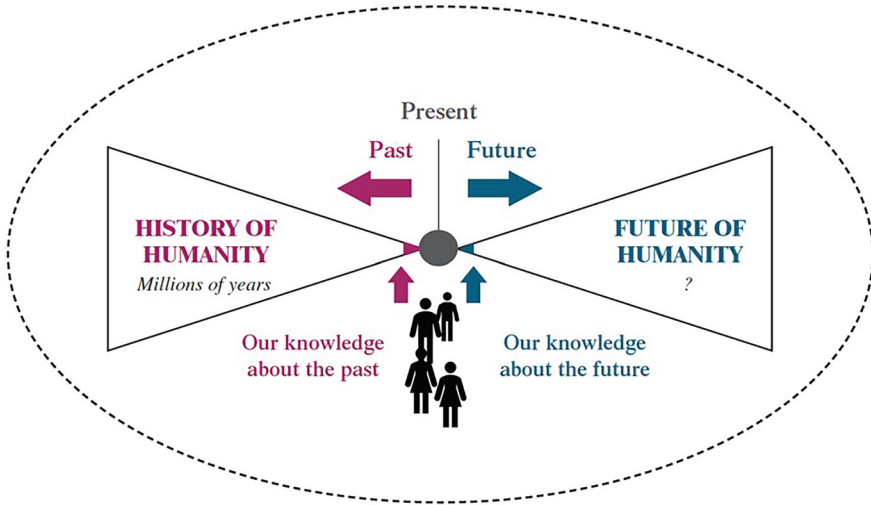 Present
Past
Future
HISTORY OF
HUMANITY
Millions of years
FUTURE OF
HUMANITY
?
Our knowledge
about the past
Our knowledge
about the future